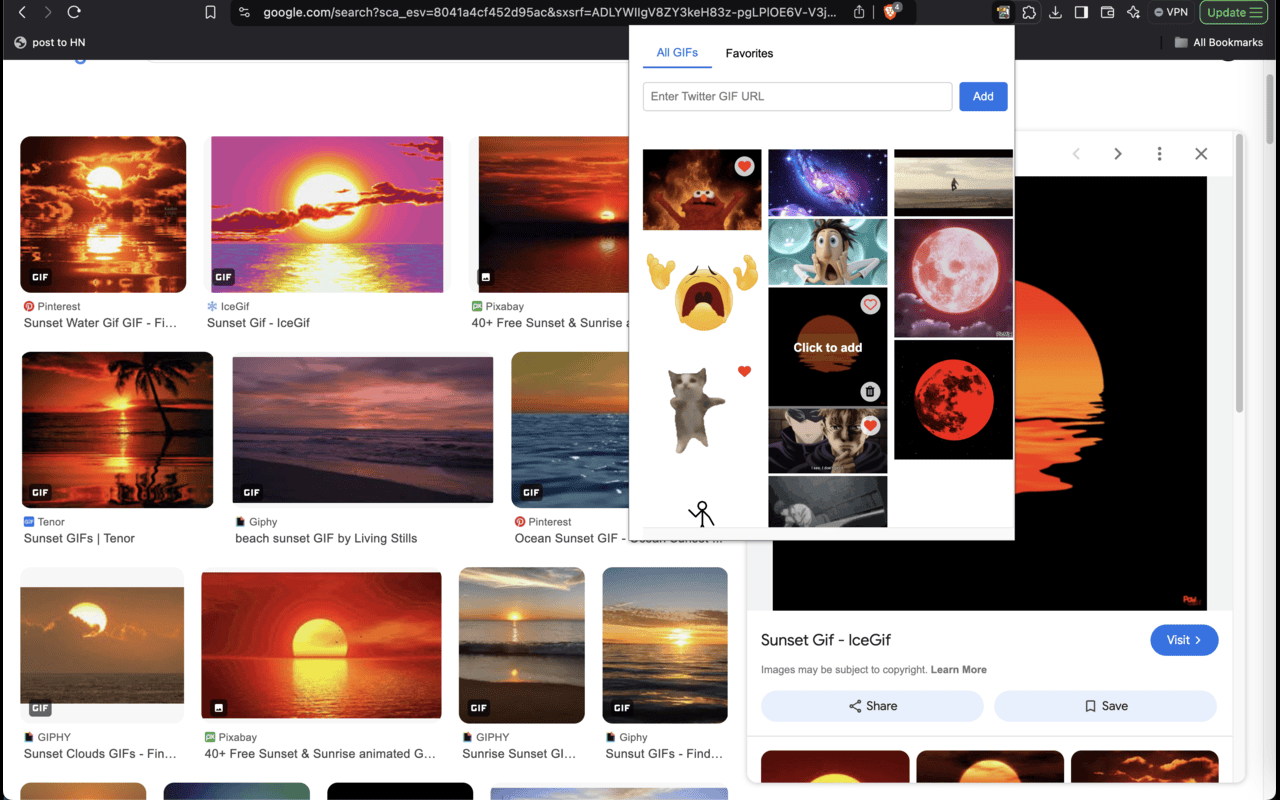 google.com/search?sca_esv=8041a4cf452d95ac&sxsrf=ADLYWIlgV8ZY3keH83z-pgLPlOE6V-V3j...
4
VPN
Update
post to HN
All Bookmarks
All GIFs
Favorites
Enter Twitter GIF URL
Add
Click to add
GIF
GIF
Pinterest
Sunset Water Gif GIF - Fi...
IceGif
Sunset Gif - IceGif
Pixabay
40+ Free Sunset & Sunrise a
GIF
GIF
GIF
Tenor
Sunset GIFs | Tenor
Giphy
beach sunset GIF by Living Stills
Pinterest
Ocean Sunset GIF - Ocean Sunset ...
GIF
GIF
GIF
GIPHY
Sunset Clouds GIFs - Fin...
Pixabay
40+ Free Sunset & Sunrise animated G...
GIPHY
Sunrise Sunset GI...
Giphy
Sunsut GIFs - Find...
Sunset Gif - IceGif
Visit
Images may be subject to copyright. Learn More
Share
Save